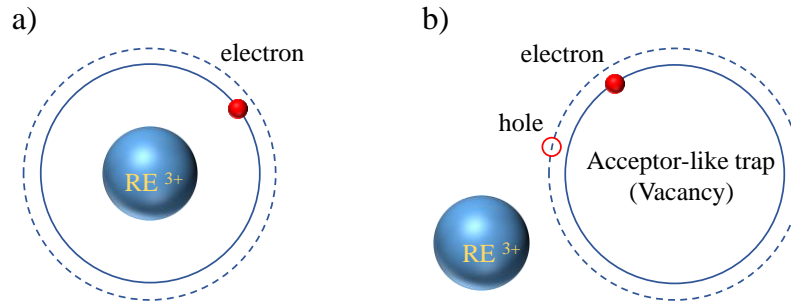 a)
electron
RE 3+
b)
electron
hole
Acceptor-like trap
(Vacancy)
RE 3+